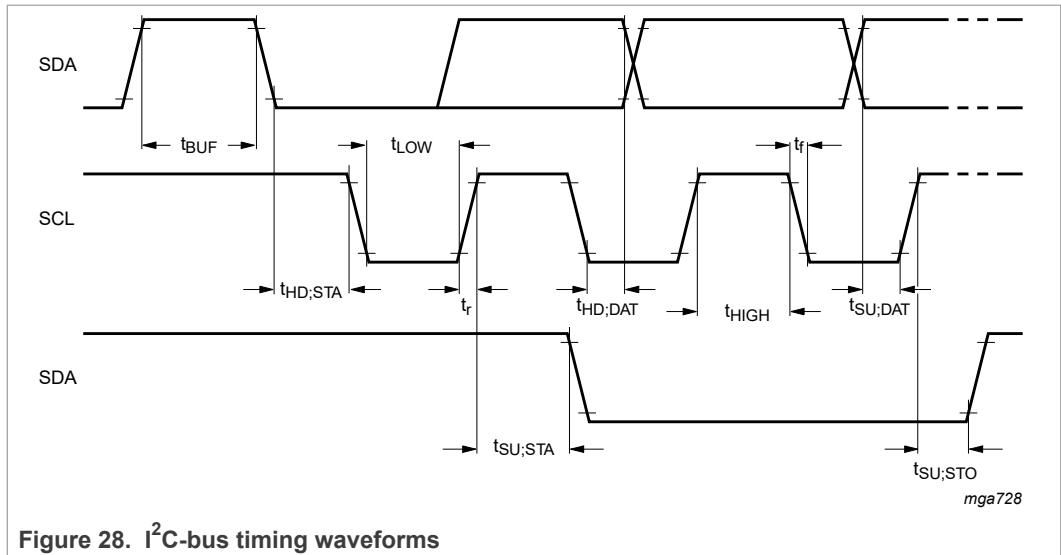 SDA
tBUF
tLOW
tf
SCL
tHD;STA
tr
tHD;DAT
tHIGH
tSU;DAT
SDA
tSU;STA
tSU;STO
mga728
Figure 28. I²C-bus timing waveforms